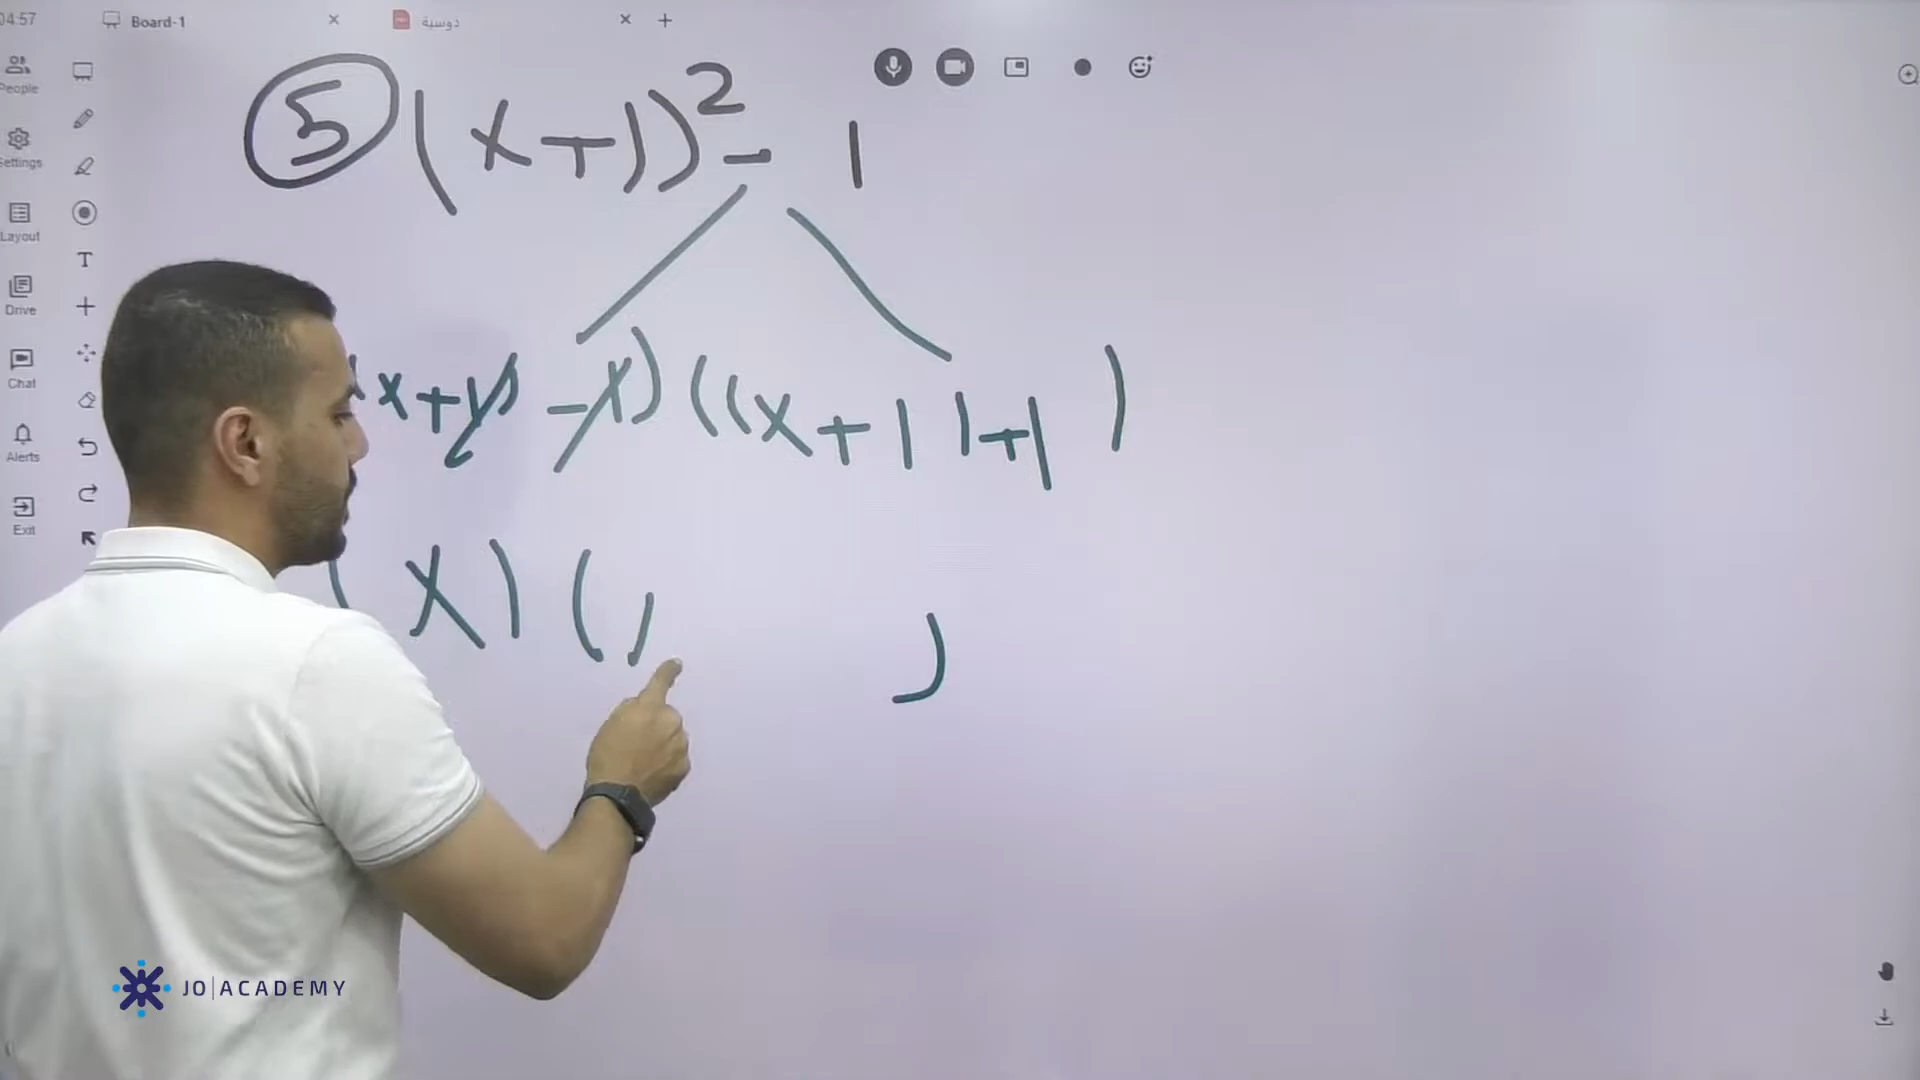 04:57 Board-1 دوسية
People
Settings
Layout
Drive
Chat
Alerts
Exit
T
5 (x+1)² - 1
(x+1) - 1) ((x+1)+1)
(x) (
JO|ACADEMY